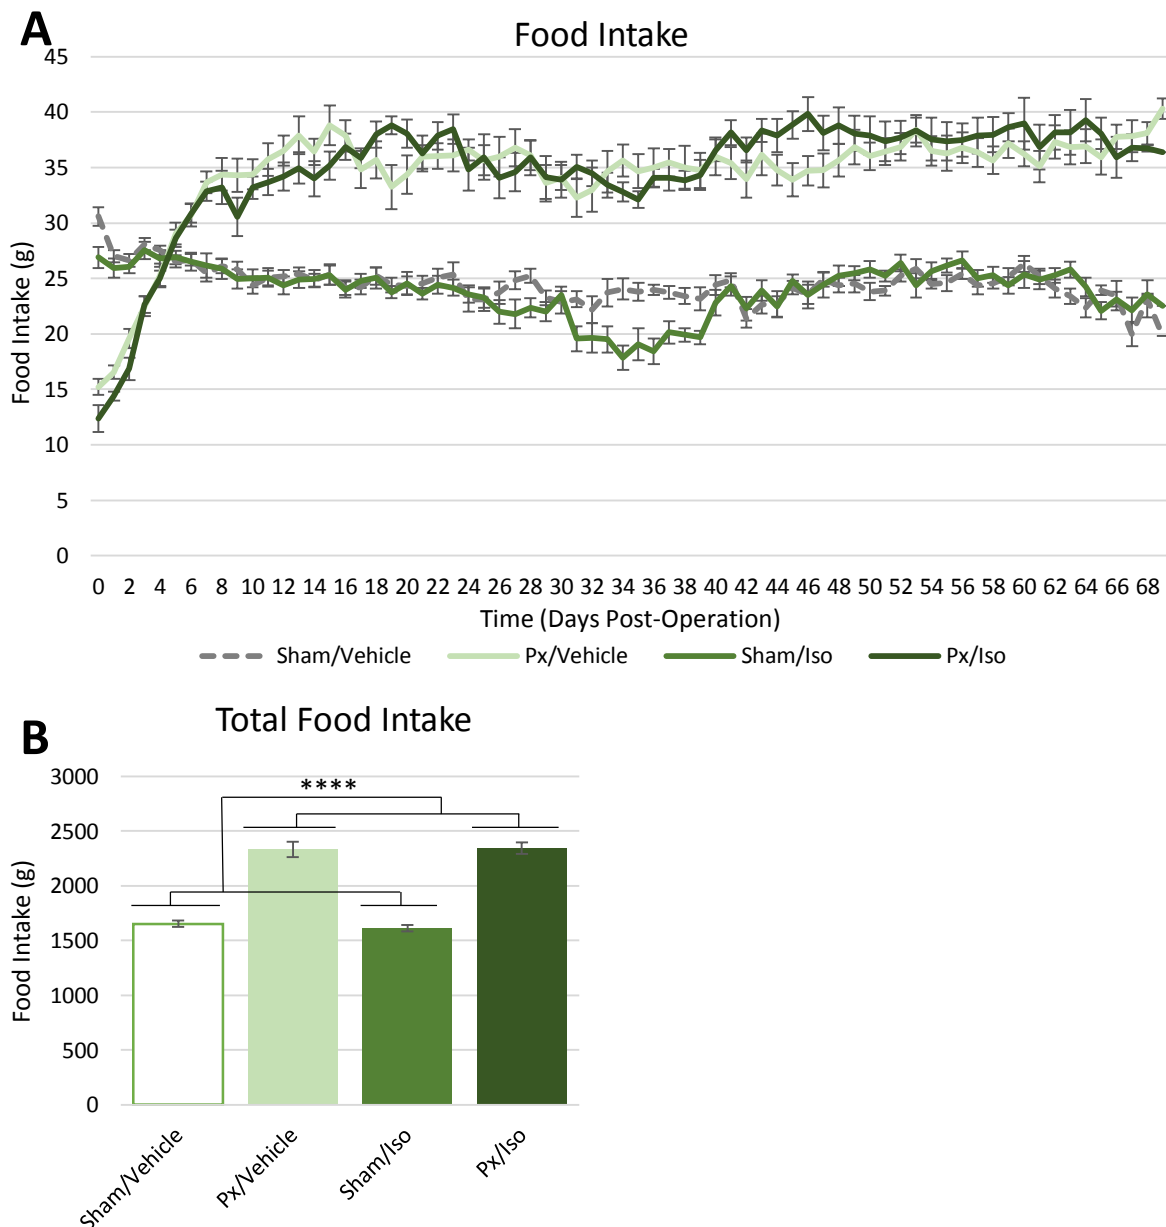 A
Food Intake
45
40
35
30
25
20
15
10
5
0
Food Intake (g)
0 2 4 6 8 10 12 14 16 18 20 22 24 26 28 30 32 34 36 38 40 42 44 46 48 50 52 54 56 58 60 62 64 66 68
Time (Days Post-Operation)
Sham/Vehicle Px/Vehicle Sham/Iso Px/Iso
B
Total Food Intake
3000
2500
2000
1500
1000
500
0
Food Intake (g)
****
Sham/Vehicle
Px/Vehicle
Sham/Iso
Px/Iso